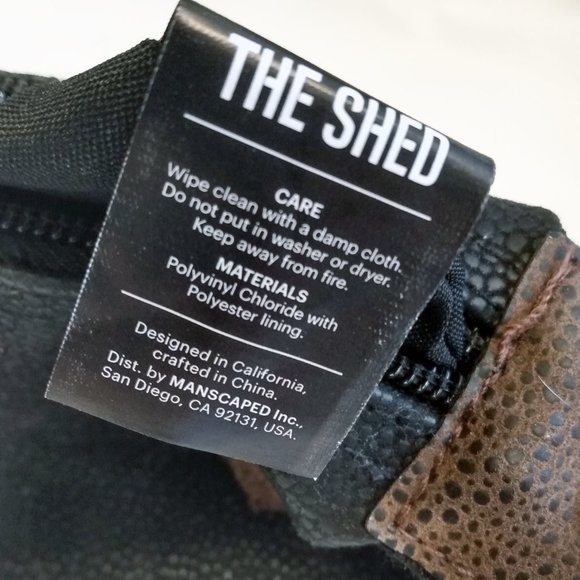 THE SHED
CARE
Wipe clean with a damp cloth.
Do not put in washer or dryer.
Keep away from fire.
MATERIALS
Polyvinyl Chloride with
Polyester lining.
Designed in California,
crafted in China.
Dist. by MANSCAPED Inc.,
San Diego, CA 92131, USA.